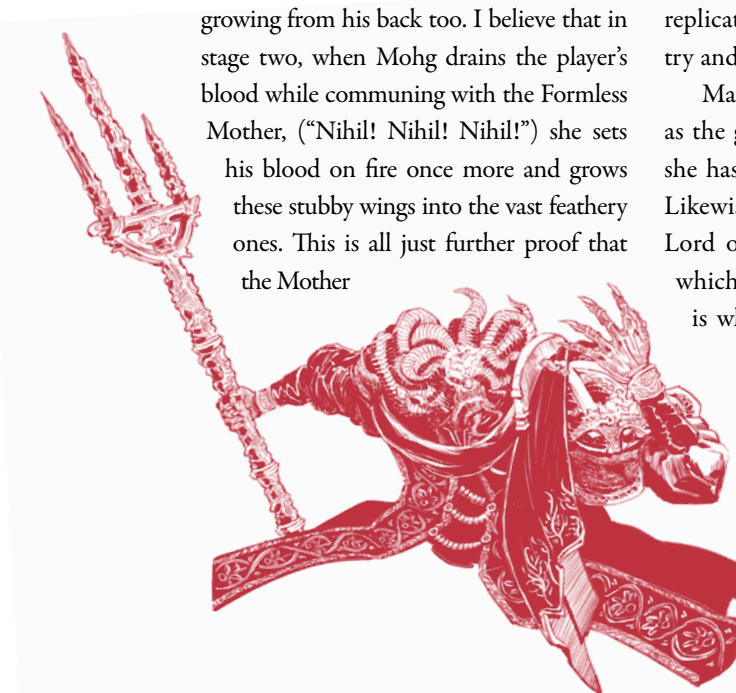 growing from his back too. I believe that in
stage two, when Mohg drains the player’s
blood while communing with the Formless
Mother, (“Nihil! Nihil! Nihil!”) she sets
his blood on fire once more and grows
these stubby wings into the vast feathery
ones. This is all just further proof that
the Mother
try and
as the
she has
Lord
which